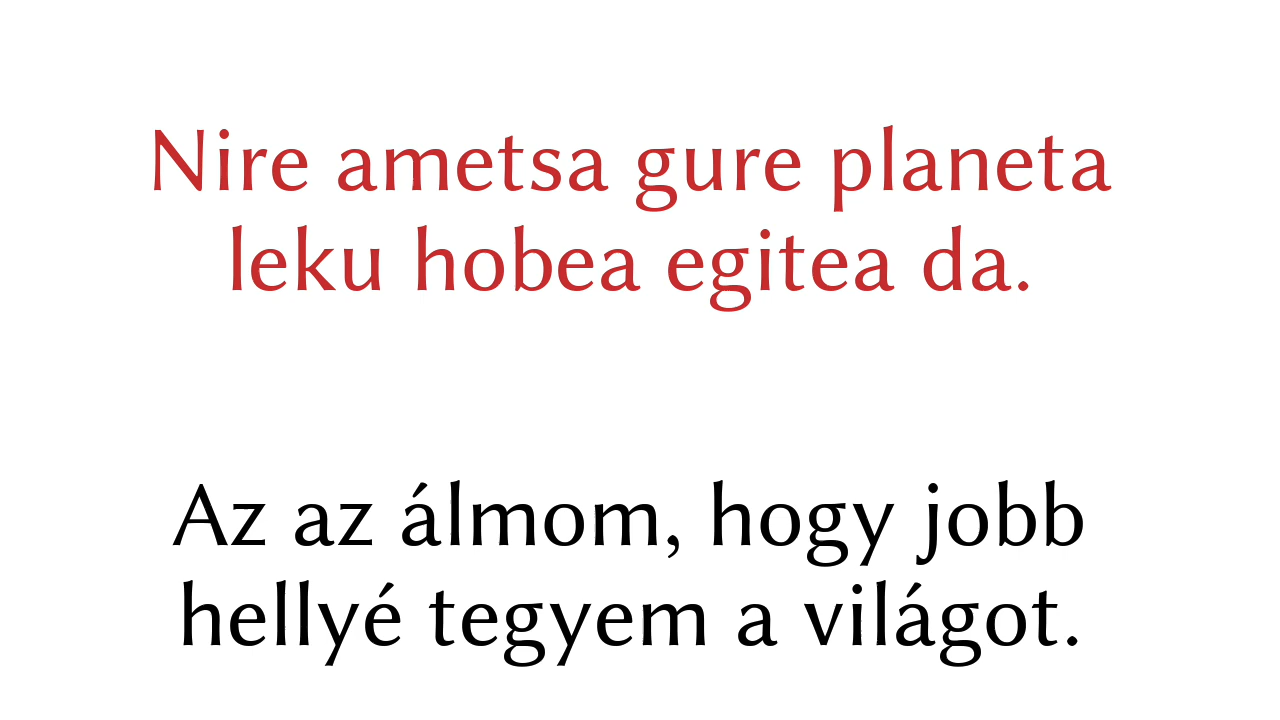 Nire ametsa gure planeta
leku hobea egitea da.
Az az álmom, hogy jobb
hellyé tegyem a világot.